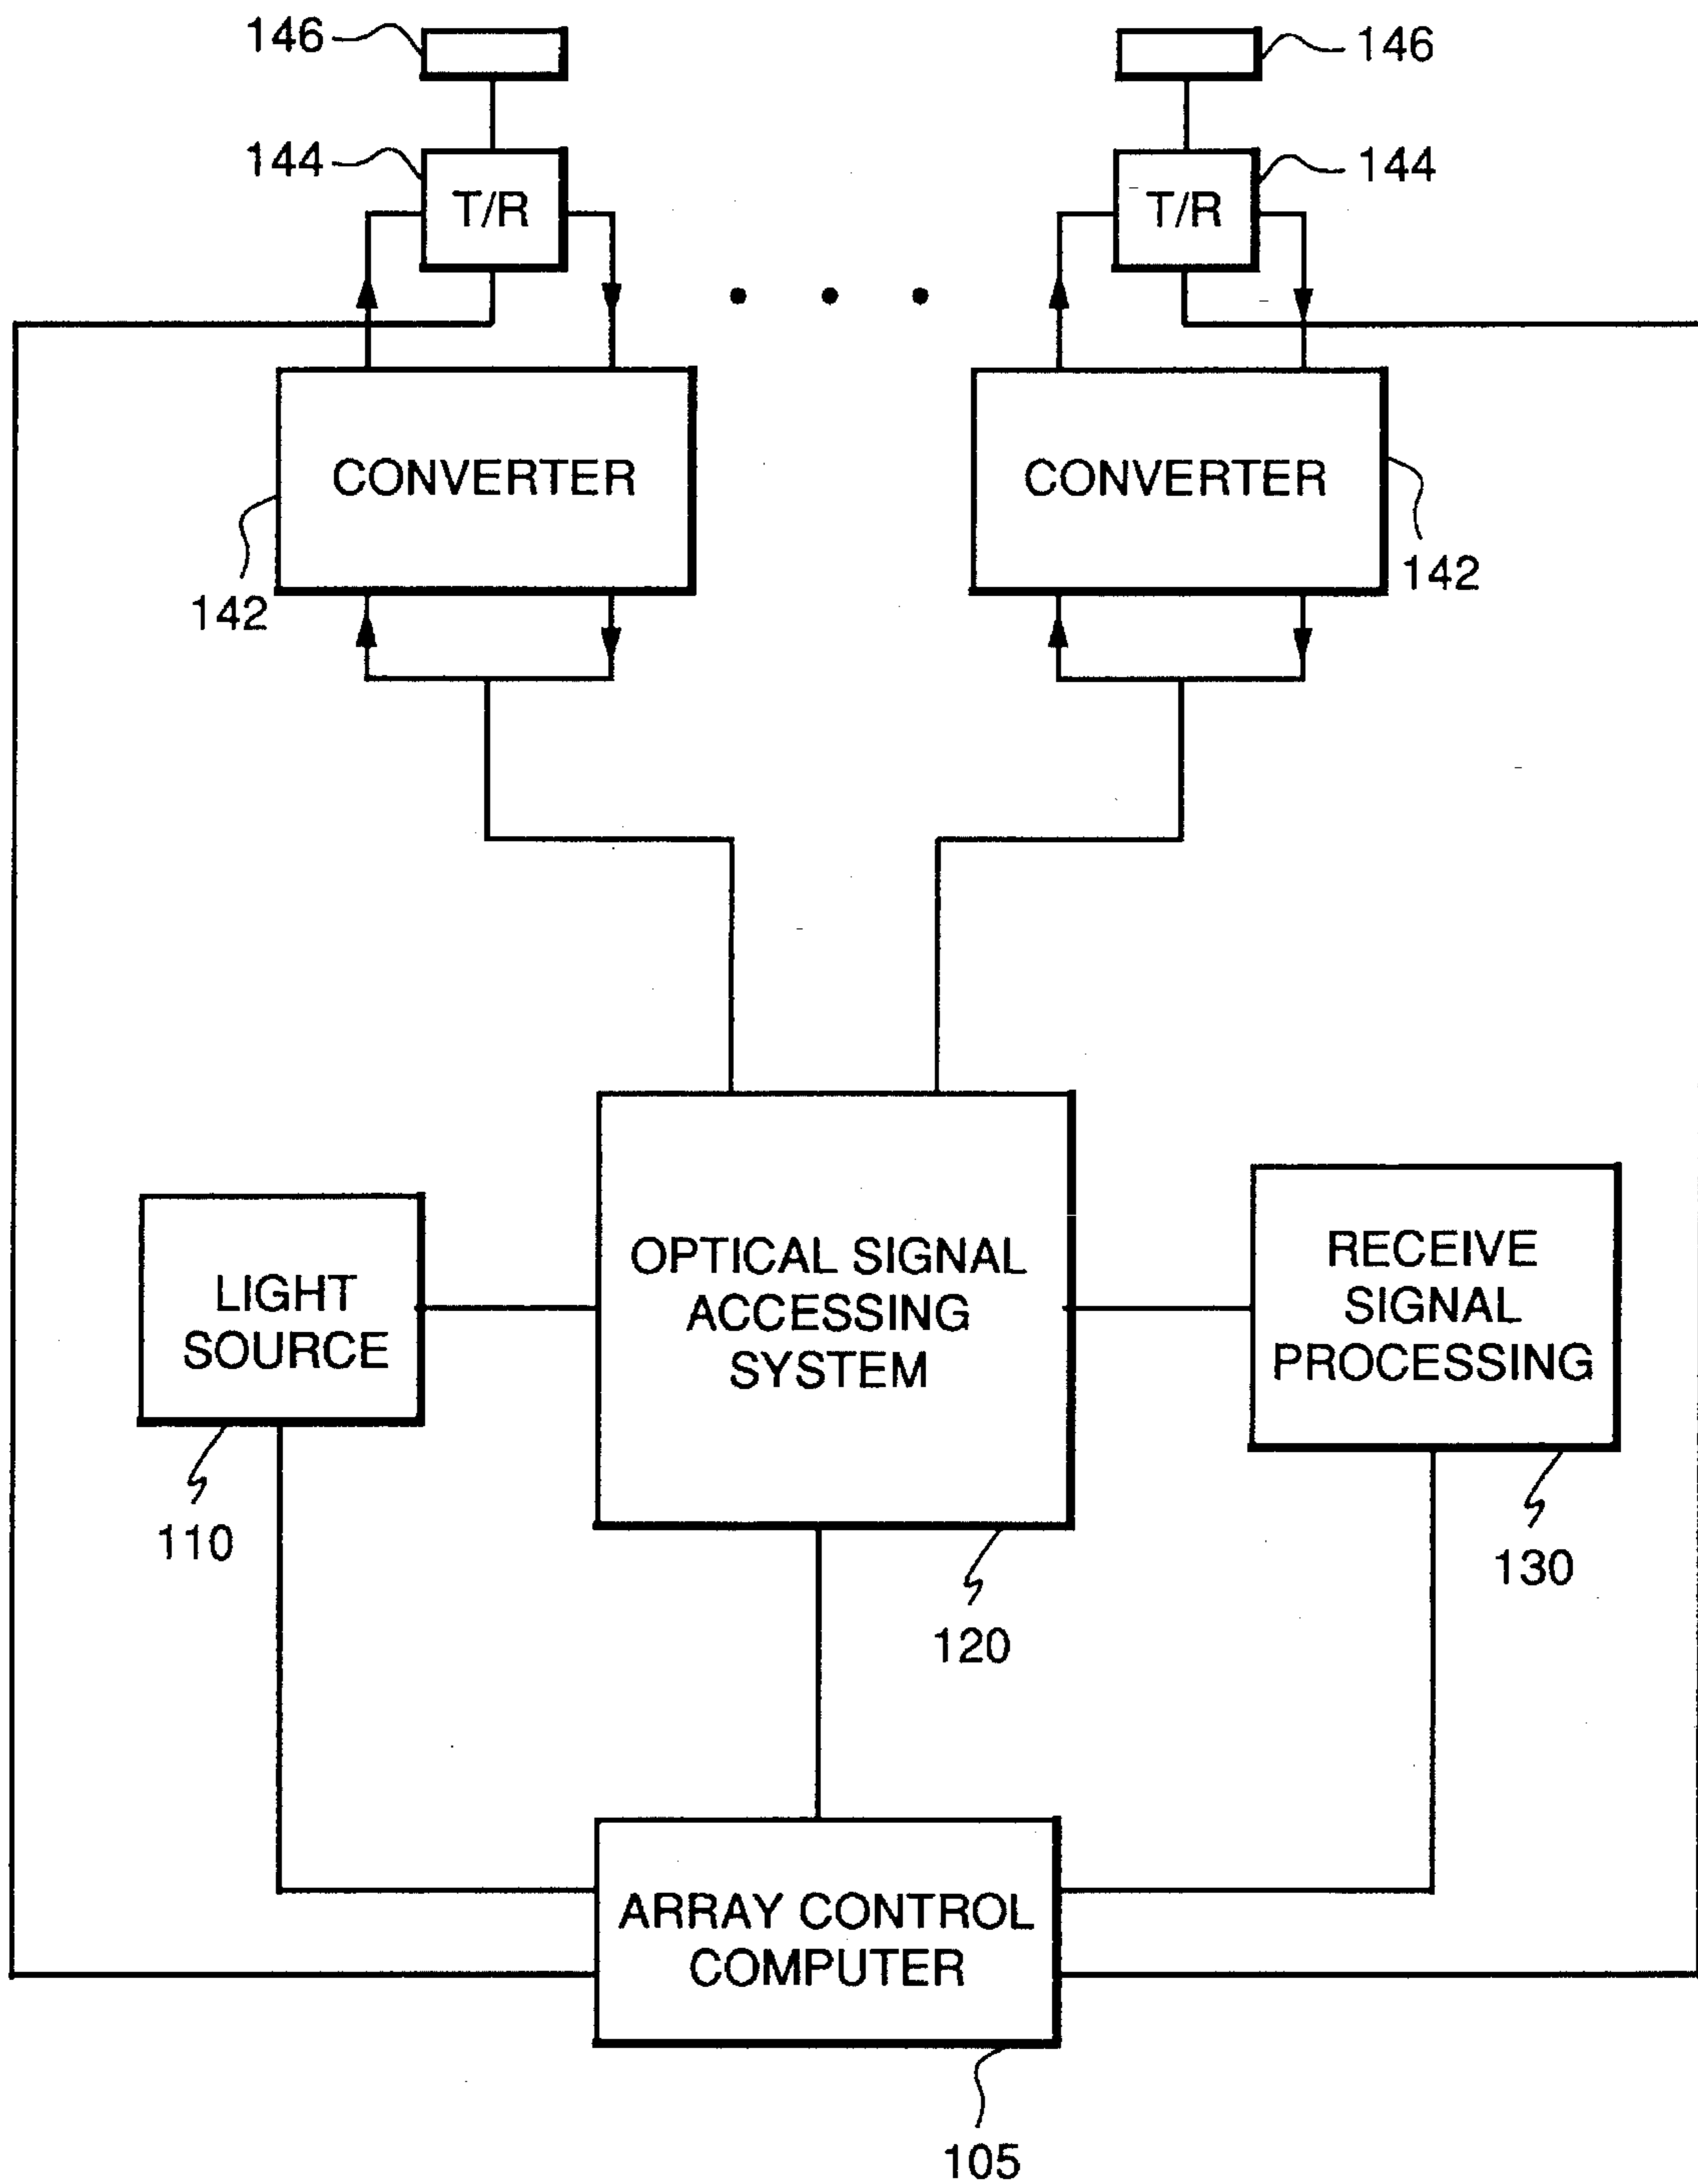 146
146
144
T/R
T/R
144
CONVERTER
CONVERTER
142
142
LIGHT
SOURCE
OPTICAL SIGNAL
ACCESSING
SYSTEM
RECEIVE
SIGNAL
PROCESSING
110
120
130
ARRAY CONTROL
COMPUTER
105